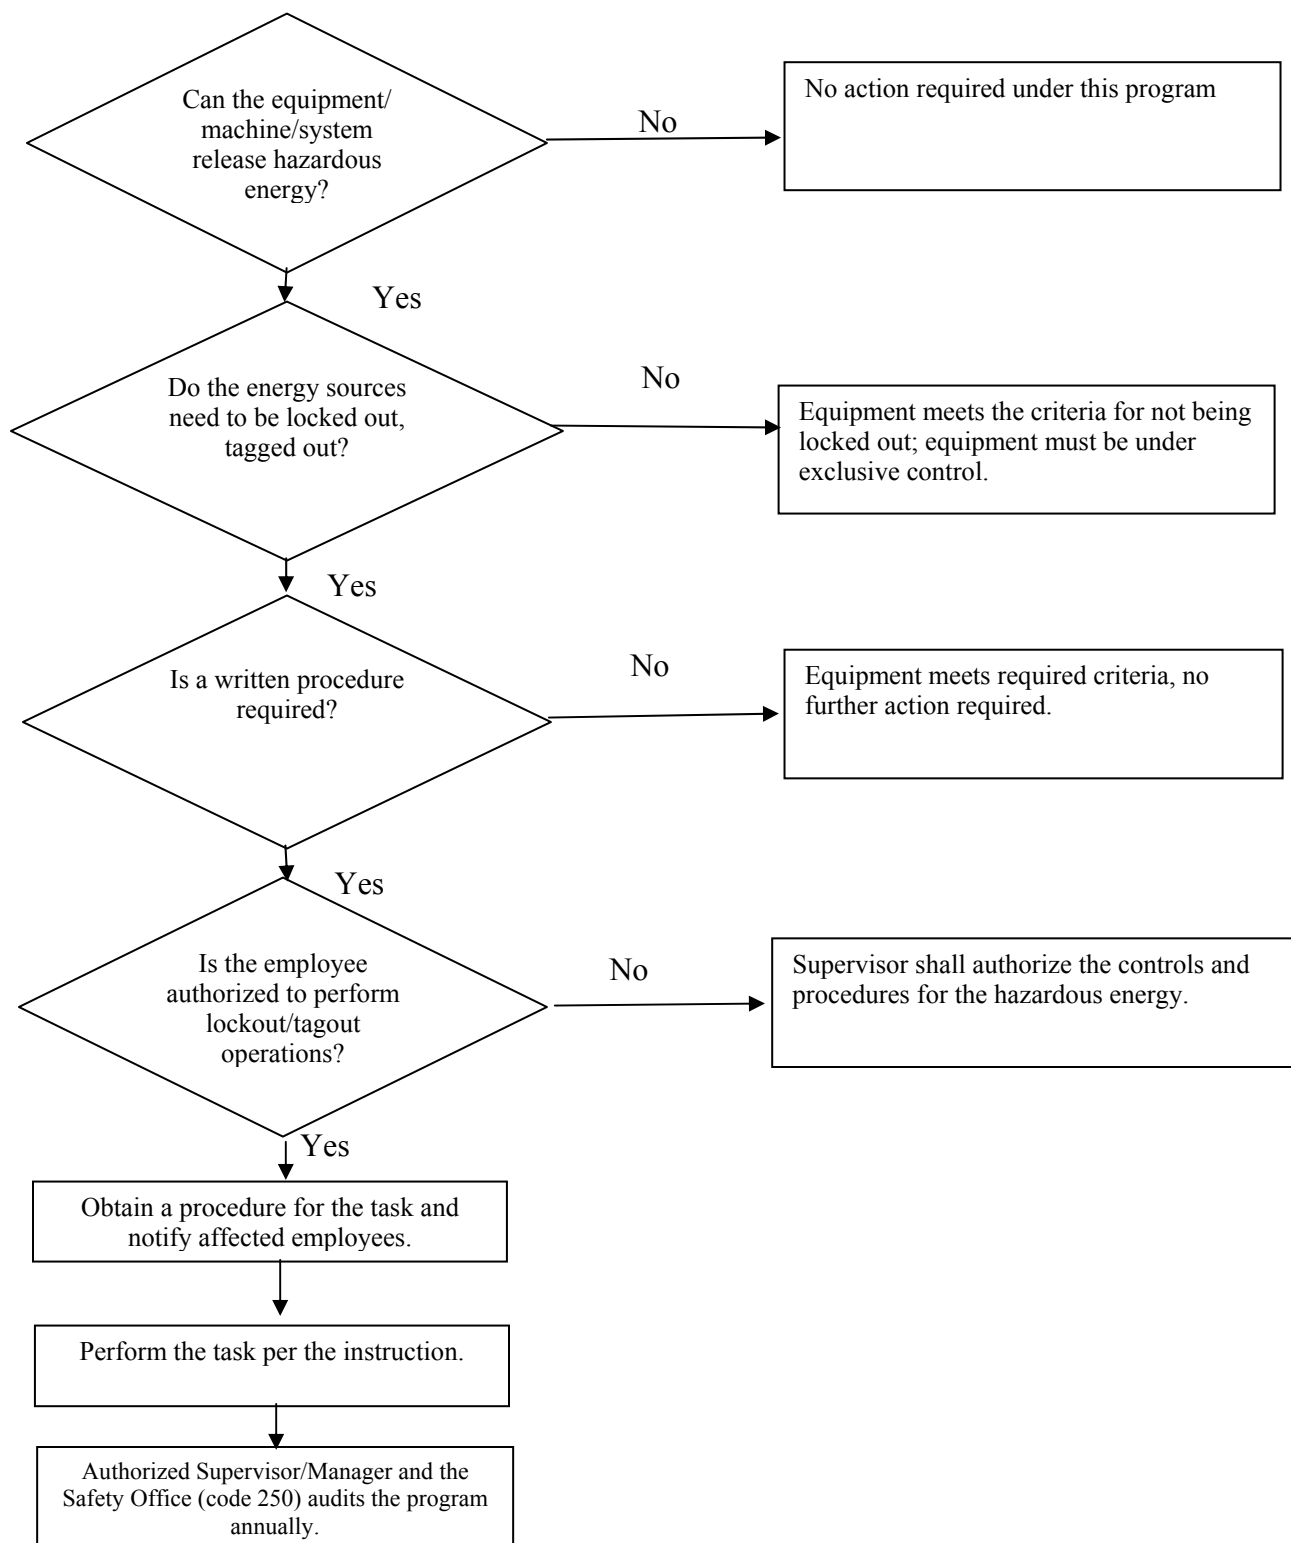 Can the equipment/
machine/system
release hazardous
energy?
No
No action required under this program
Yes
Do the energy sources
need to be locked out,
tagged out?
No
Equipment meets the criteria for not being
locked out; equipment must be under
exclusive control.
Yes
Is a written procedure
required?
No
Equipment meets required criteria, no
further action required.
Yes
Is the employee
authorized to perform
lockout/tagout
operations?
No
Supervisor shall authorize the controls and
procedures for the hazardous energy.
Yes
Obtain a procedure for the task and
notify affected employees.
Perform the task per the instruction.
Authorized Supervisor/Manager and the
Safety Office (code 250) audits the program
annually.